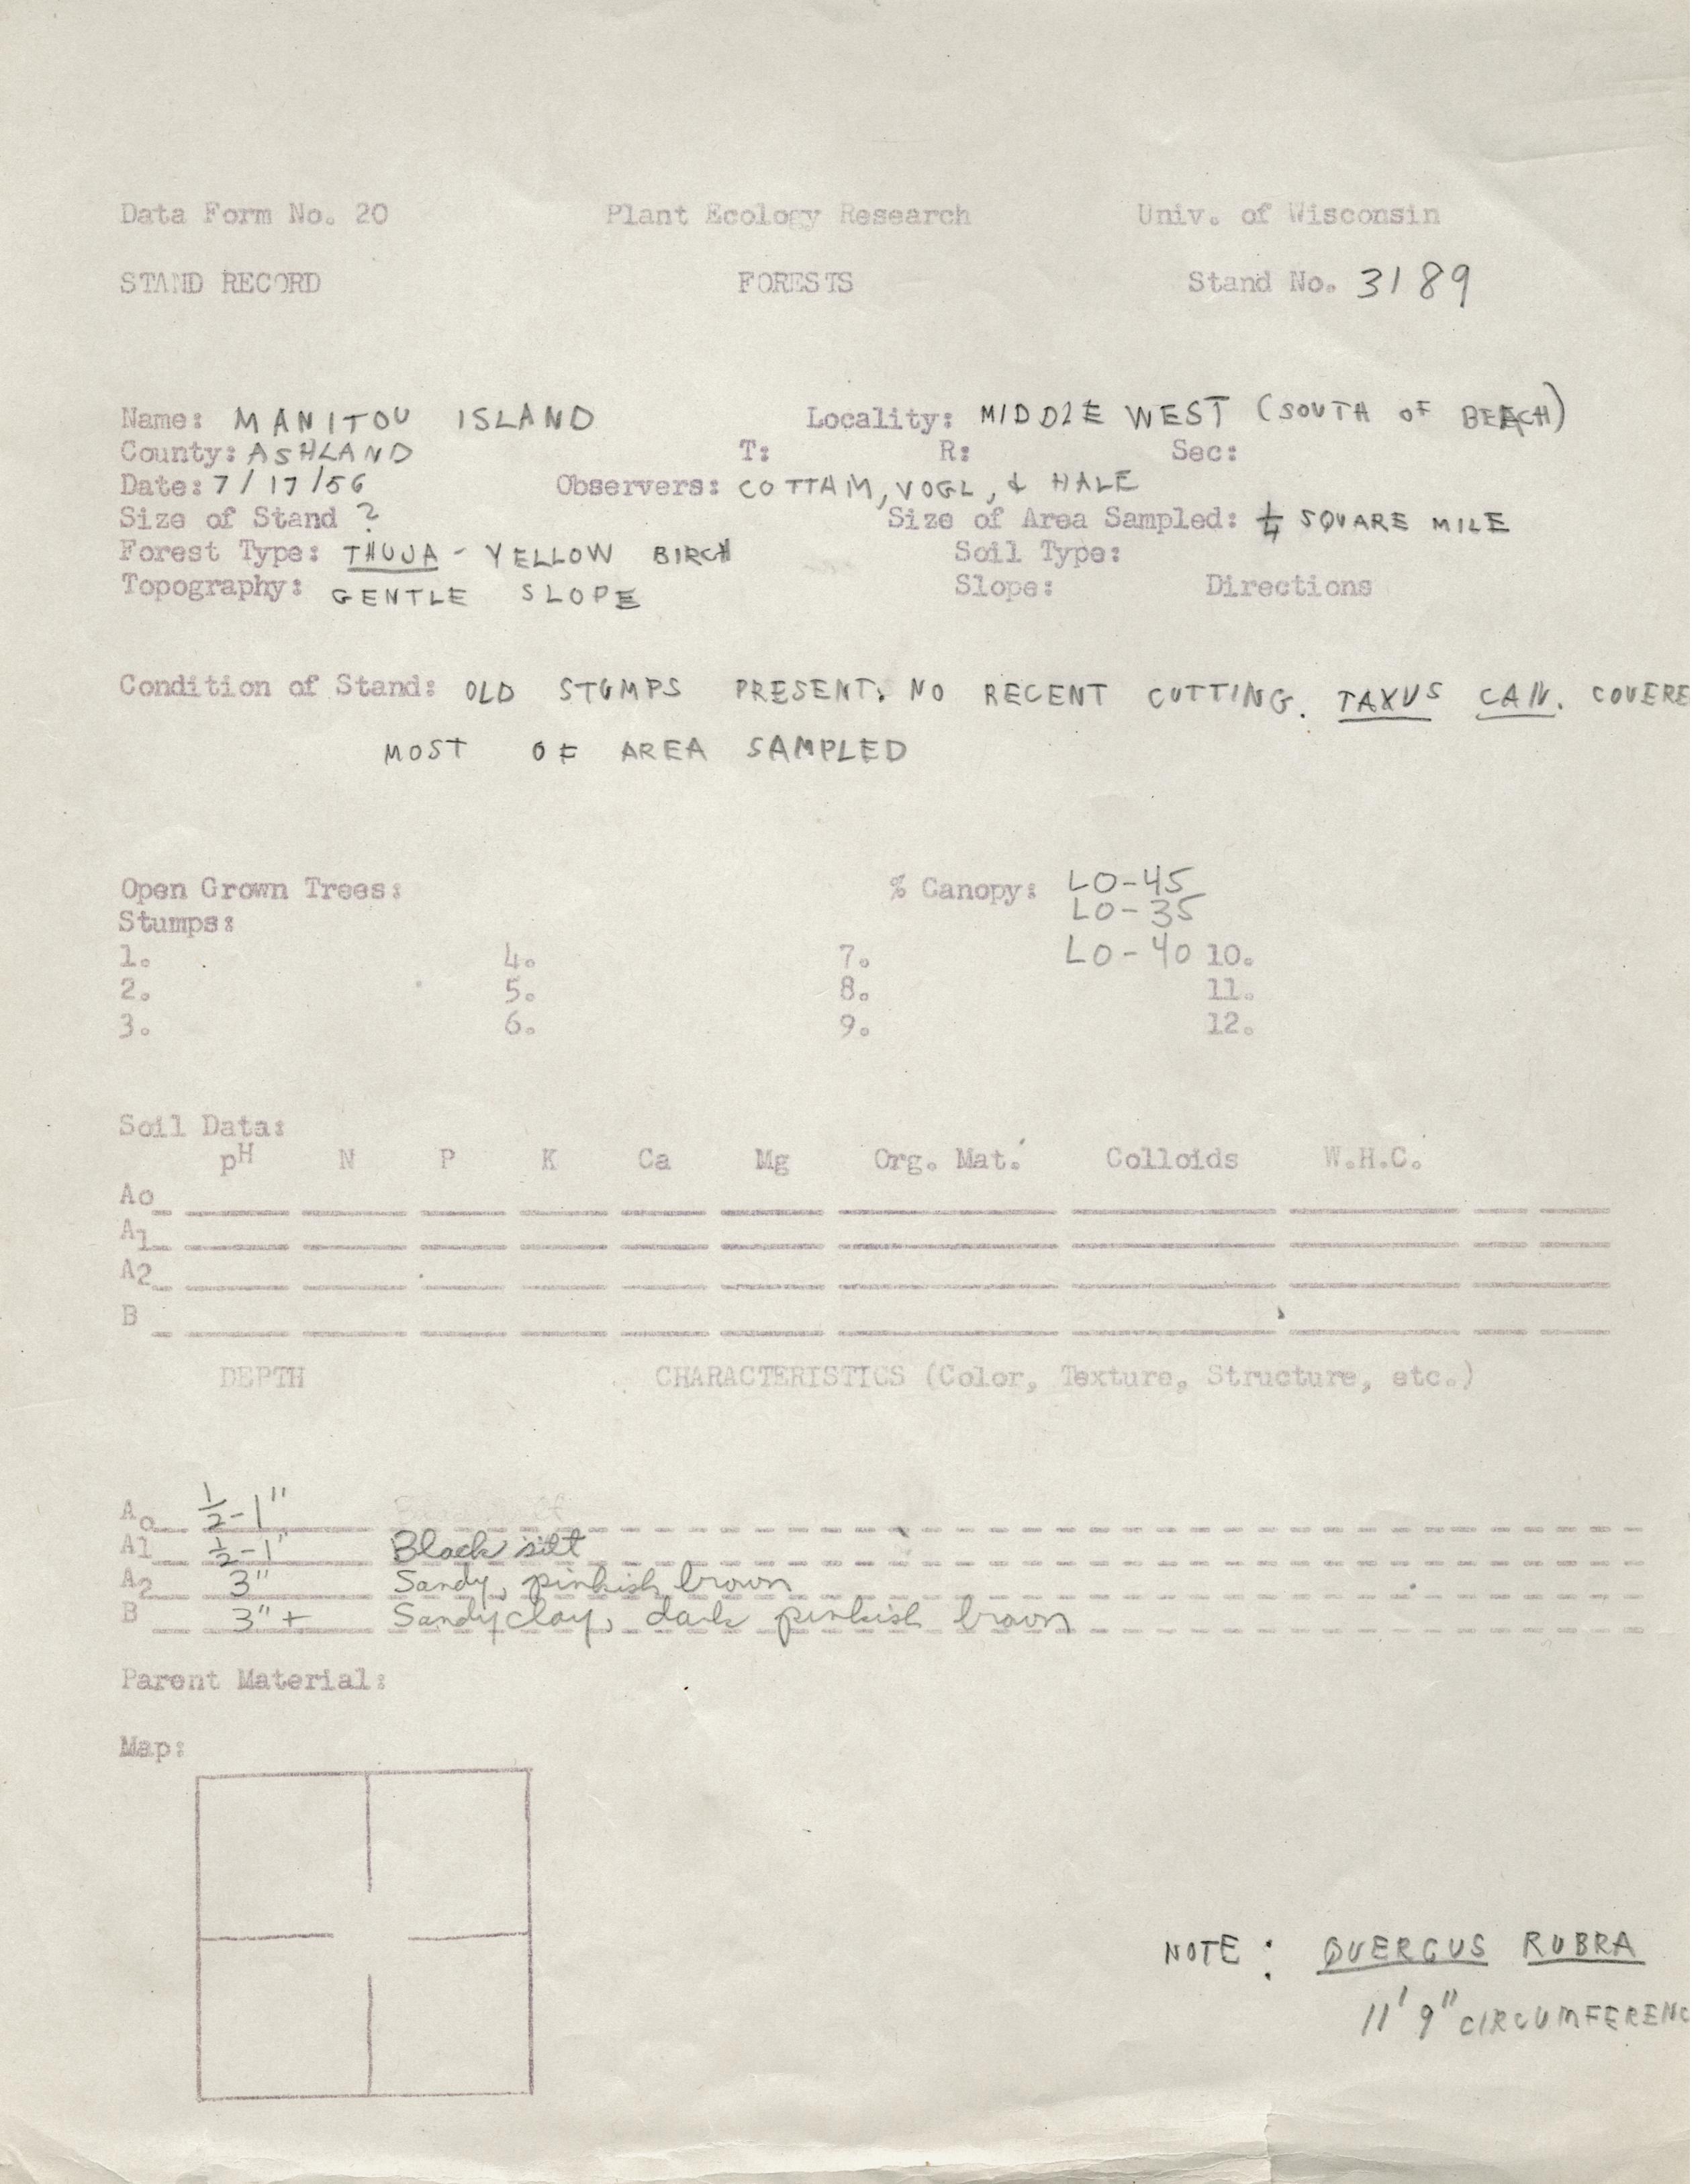 Data Form No. 20 Plant Ecology Research Univ. of Wisconsin
STAND RECORD FORESTS Stand No. 3189
Name: MANITOU ISLAND Locality: MIDDLE WEST (SOUTH OF BEACH)
County: ASHLAND T: R: Sec:
Date: 7/17/56 Observers: COTTAM, VOGL, & HALE
Size of Stand ? Size of Area Sampled: 1/4 SQUARE MILE
Forest Type: THUJA - YELLOW BIRCH Soil Type:
Topography: GENTLE SLOPE Slope: Directions
Condition of Stand: OLD STUMPS PRESENT. NO RECENT CUTTING. TAXUS CAN. COVERE
MOST OF AREA SAMPLED
Open Grown Trees: % Canopy: LO-45
Stumps: LO-35
1. 4. 7. LO-40 10.
2. 5. 8. 11.
3. 6. 9. 12.
Soil Data:
pH N P K Ca Mg Org. Mat. Colloids W.H.C.
Ao
A1
A2
B
DEPTH CHARACTERISTICS (Color, Texture, Structure, etc.)
Ao 1/2-1"
A1 1/2-1" Black silt
A2 3" Sandy, pinkish brown
B 3"+ Sandy clay, dark pinkish brown
Parent Material:
Map:
NOTE: QUERCUS RUBRA
11' 9" CIRCUMFERENC